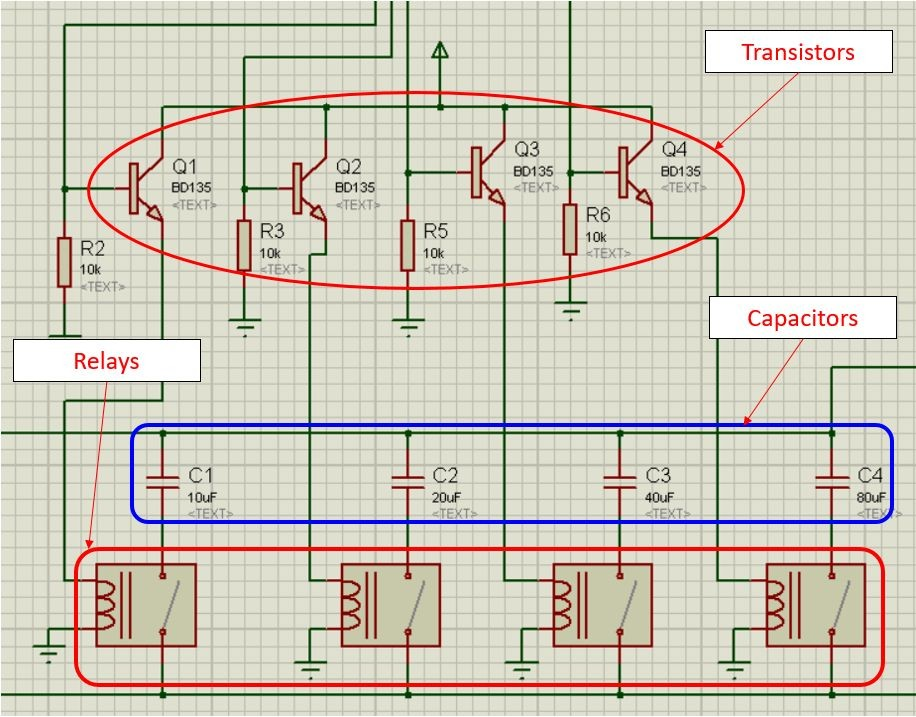 Transistors
Q1
BD135
<TEXT>
Q2
BD135
<TEXT>
Q3
BD135
<TEXT>
Q4
BD135
<TEXT>
R2
10k
<TEXT>
R3
10k
<TEXT>
R5
10k
<TEXT>
R6
10k
<TEXT>
Capacitors
Relays
C1
10uF
<TEXT>
C2
20uF
<TEXT>
C3
40uF
<TEXT>
C4
80uF
<TEXT>